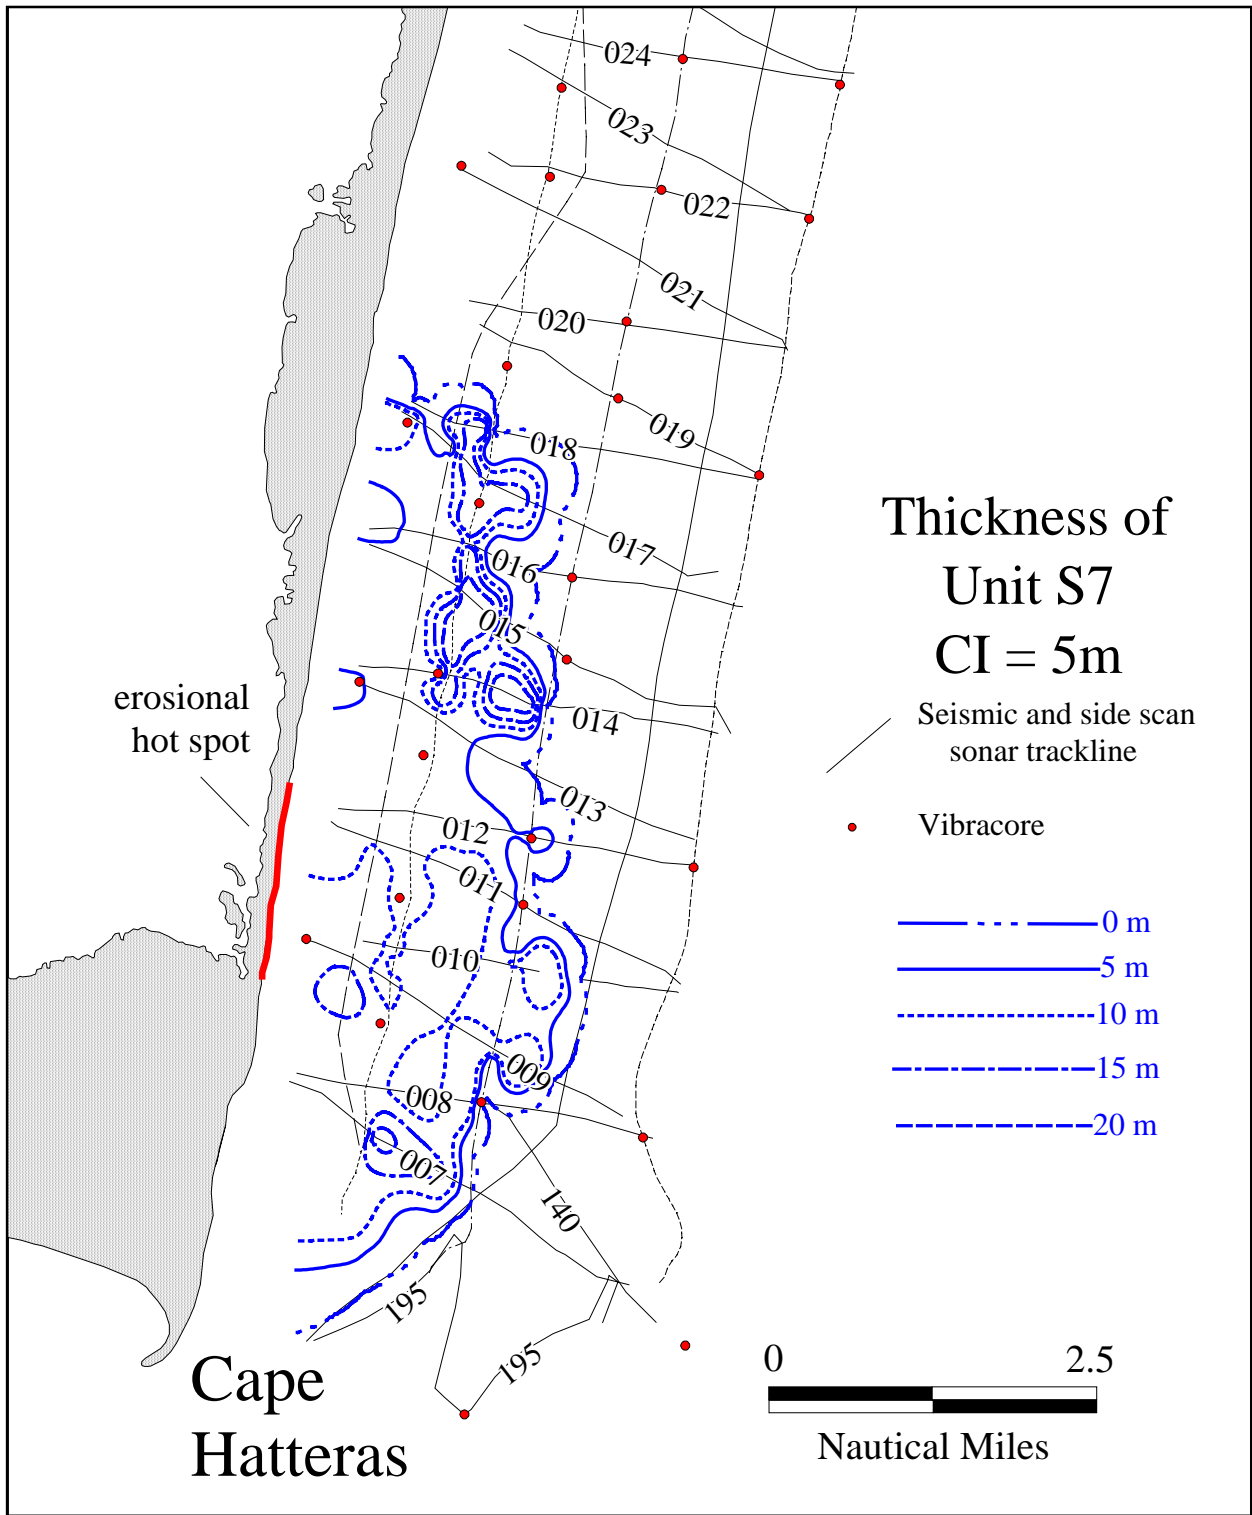 024
023
022
021
020
019
018
017
016
015
014
013
012
011
010
009
008
007
140
195
195
erosional
hot spot
Thickness of
Unit S7
CI = 5m
Seismic and side scan
sonar trackline
Vibracore
0 m
5 m
10 m
15 m
20 m
Cape
Hatteras
0 2.5
Nautical Miles